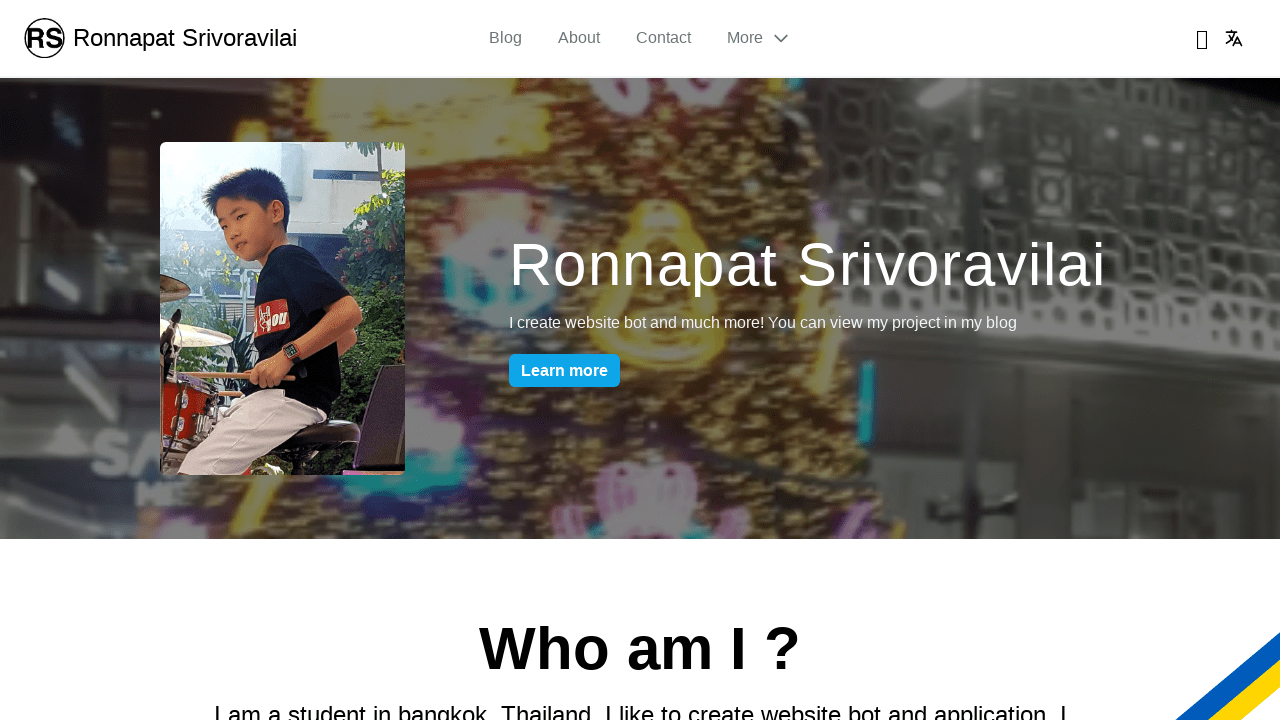 RS Ronnapat Srivoravilai
Blog About Contact More
Ronnapat Srivoravilai
I create website bot and much more! You can view my project in my blog
Learn more
Who am I ?
I am a student in bangkok, Thailand. I like to create website bot and application. I